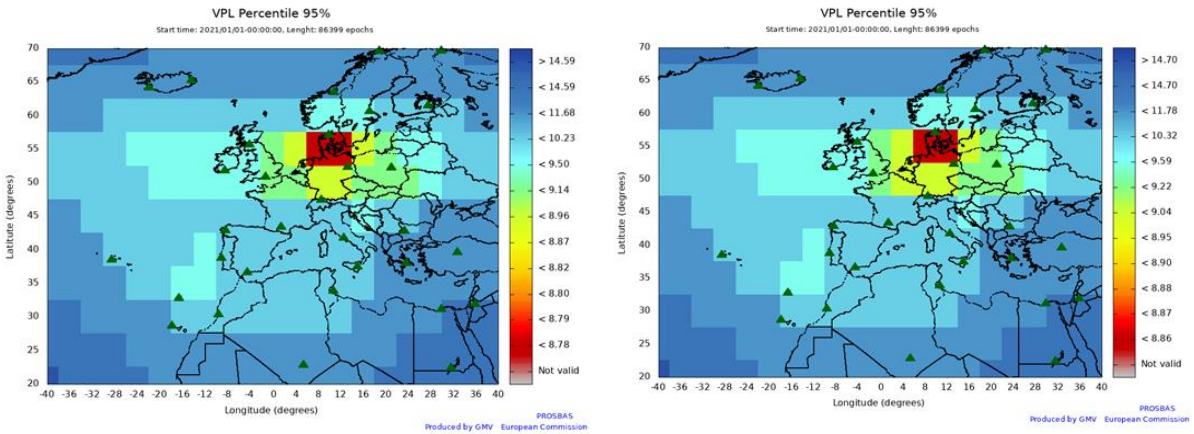 VPL Percentile 95%
Start time: 2021/01/01-00:00:00, Lenght: 86399 epochs
70
65
60
55
50
45
40
35
30
25
20
Latitute (degrees)
-40 -36 -32 -28 -24 -20 -16 -12 -8 -4 0 4 8 12 16 20 24 28 32 36 40
Longitude (degrees)
> 14.59
< 14.59
< 11.68
< 10.23
< 9.50
< 9.14
< 8.96
< 8.87
< 8.82
< 8.80
< 8.79
< 8.78
Not valid
PROSBAS
Produced by GMV European Commission
VPL Percentile 95%
Start time: 2021/01/01-00:00:00, Lenght: 86399 epochs
70
65
60
55
50
45
40
35
30
25
20
Latitute (degrees)
-40 -36 -32 -28 -24 -20 -16 -12 -8 -4 0 4 8 12 16 20 24 28 32 36 40
Longitude (degrees)
> 14.70
< 14.70
< 11.78
< 10.32
< 9.59
< 9.22
< 9.04
< 8.95
< 8.90
< 8.88
< 8.87
< 8.86
Not valid
PROSBAS
Produced by GMV European Commission